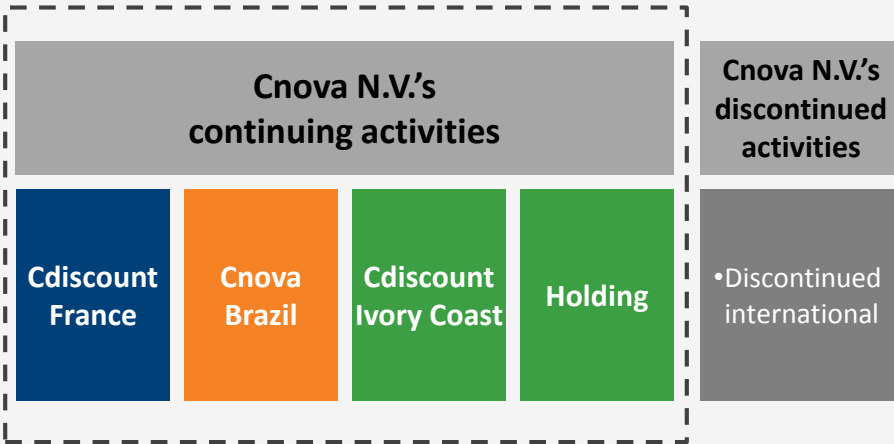 Cnova N.V.'s
continuing activities
Cnova N.V.'s
discontinued
activities
Cdiscount
France
Cnova
Brazil
Cdiscount
Ivory Coast
Holding
•Discontinued
international